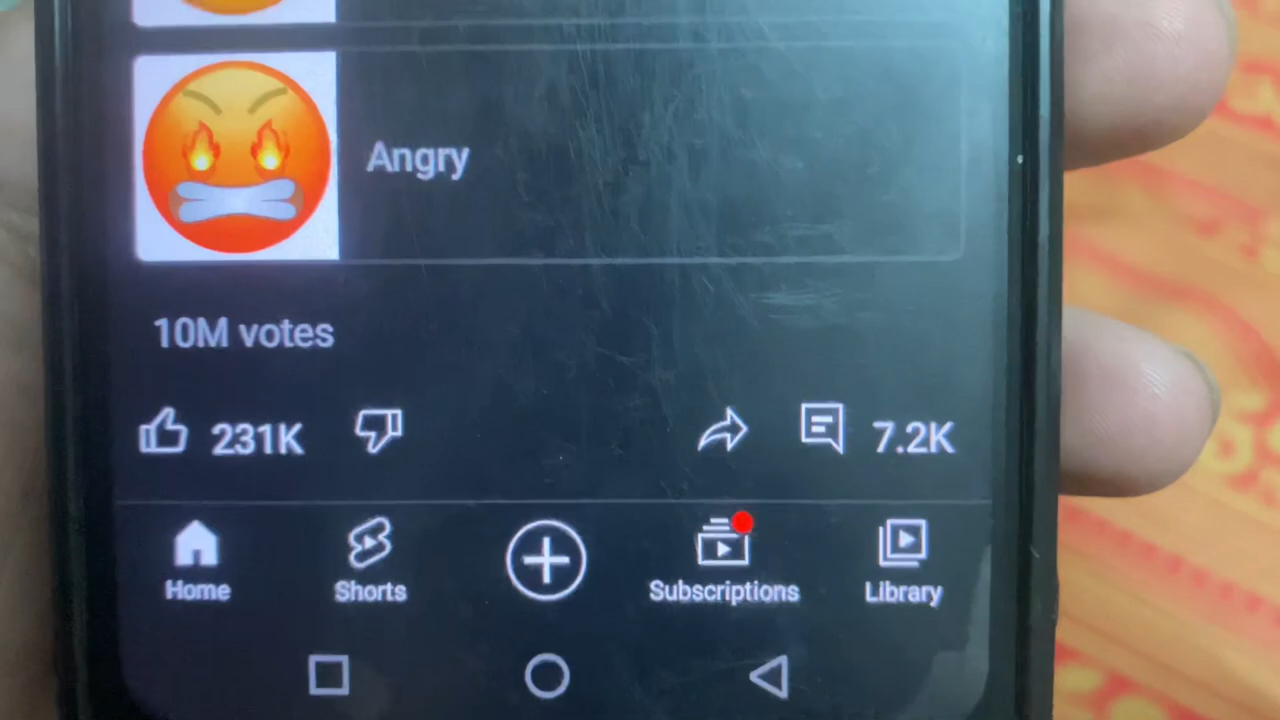 Angry
10M votes
231K
7.2K
Home
Shorts
Subscriptions
Library